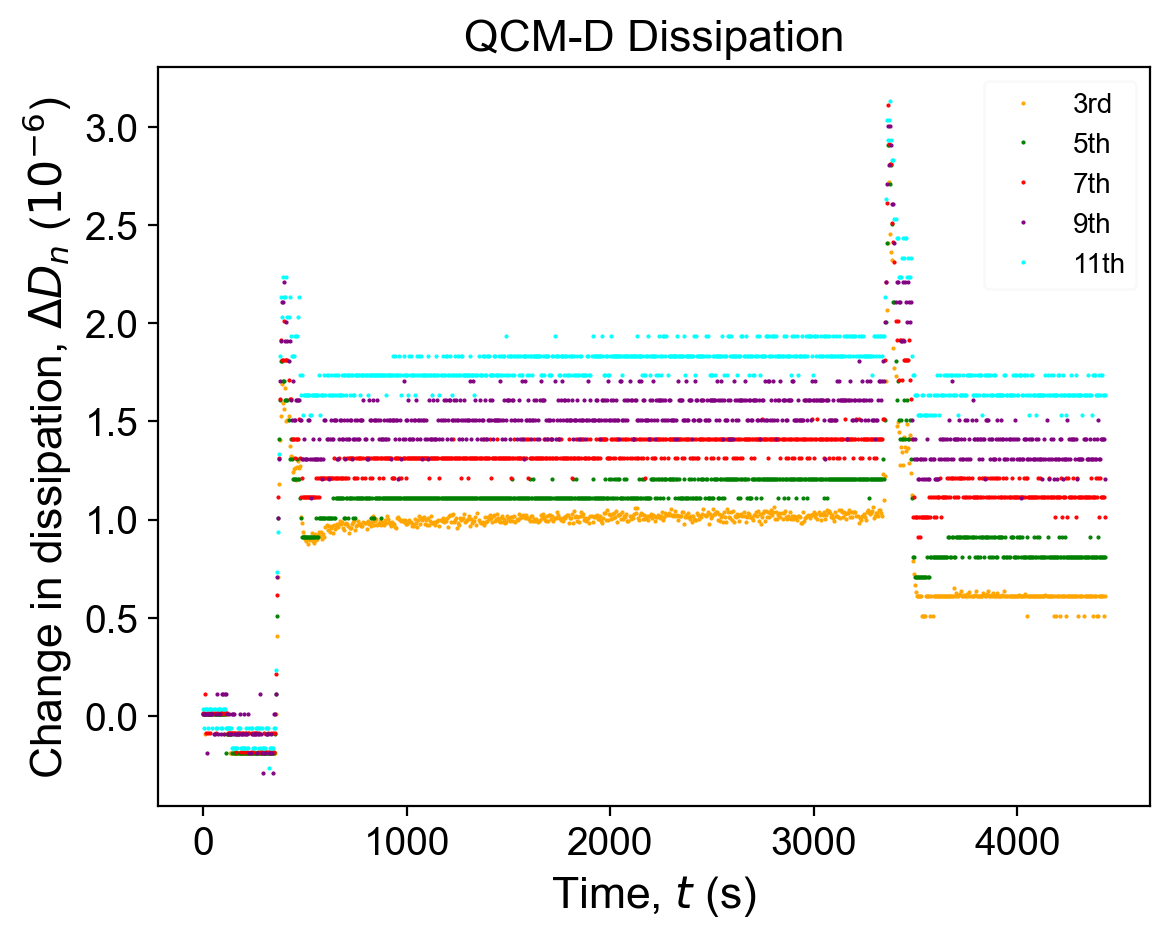 QCM-D Dissipation
Change in dissipation, ΔDₙ (10⁻⁶)
3.0
2.5
2.0
1.5
1.0
0.5
0.0
3rd
5th
7th
9th
11th
0 1000 2000 3000 4000
Time, t (s)